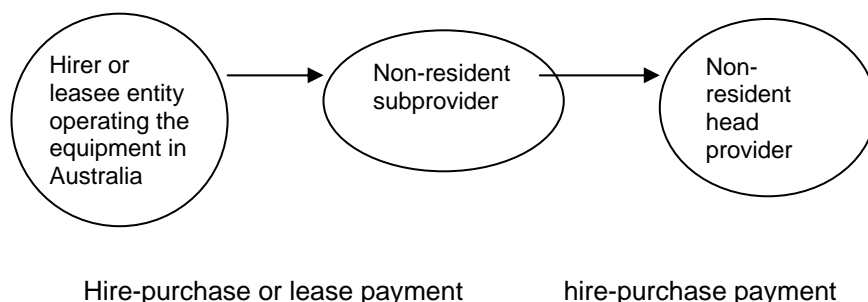 Hirer or
leasee entity
operating the
equipment in
Australia
Non-resident
subprovider
Non-
resident
head
provider
Hire-purchase or lease payment
hire-purchase payment